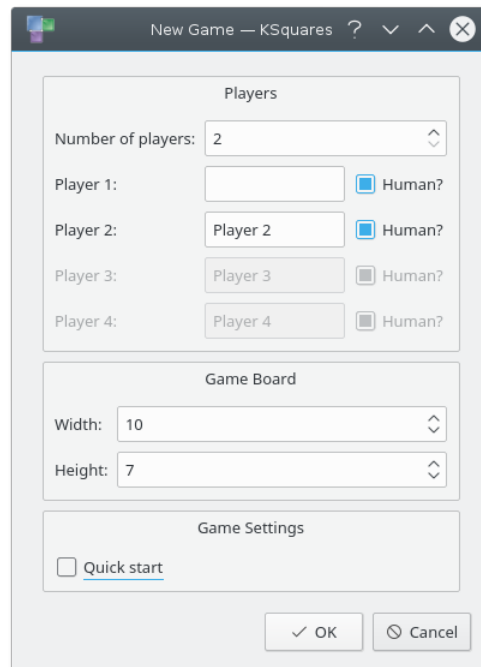 New Game — KSquares ?
Players
Number of players: 2
Player 1: Human?
Player 2: Player 2 Human?
Player 3: Player 3 Human?
Player 4: Player 4 Human?
Game Board
Width: 10
Height: 7
Game Settings
Quick start
OK Cancel